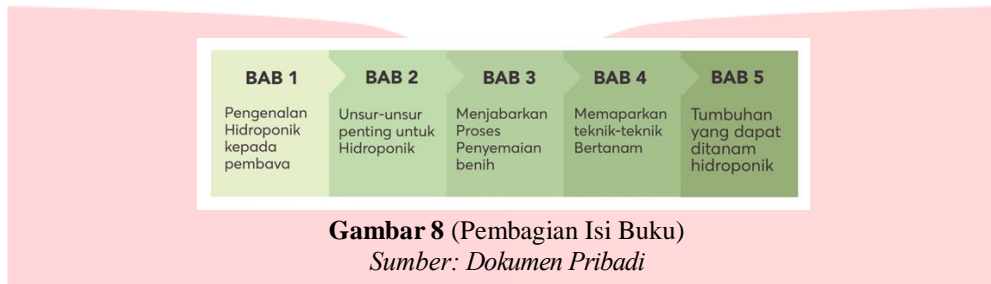 BAB 1
Pengenalan
Hidroponik
kepada
pembava
BAB 2
Unsur-unsur
penting untuk
Hidroponik
BAB 3
Menjabarkan
Proses
Penyemaian
benih
BAB 4
Memaparkan
teknik-teknik
Bertanam
BAB 5
Tumbuhan
yang dapat
ditanam
hidroponik
Gambar 8 (Pembagian Isi Buku)
Sumber: Dokumen Pribadi